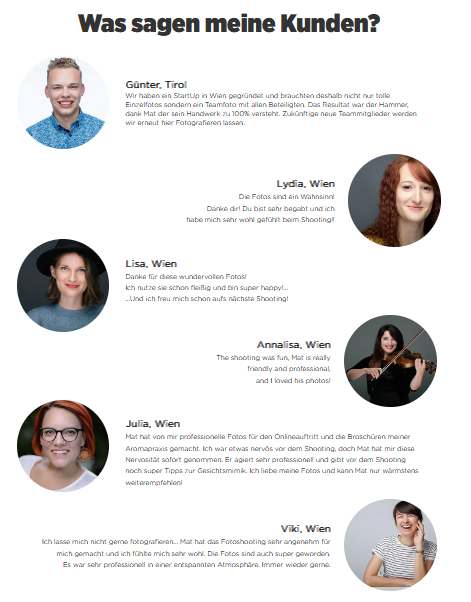 Was sagen meine Kunden?
Günter, Tirol
Wir haben ein StartUp in Wien gegründet und brauchten deshalb nicht nur tolle
Einzelfotos sondern ein Teamfoto mit allen Beteiligten. Das Resultat war der Hammer,
dank Mat der sein Handwerk zu 100% versteht. Zukünftige neue Teammitglieder werden
wir erneut hier Fotografieren lassen.
Lydia, Wien
Die Fotos sind ein Wahnsinn!
Danke dir! Du bist sehr begabt und ich
habe mich sehr wohl gefühlt beim Shooting!!
Lisa, Wien
Danke für diese wundervollen Fotos!
Ich nutze sie schon fleißig und bin super happy!...
...Und ich freu mich schon aufs nächste Shooting!
Annalisa, Wien
The shooting was fun, Mat is really
friendly and professional,
and I loved his photos!
Julia, Wien
Mat hat von mir professionelle Fotos für den Onlineauftritt und die Broschüren meiner
Aromapraxis gemacht. Ich war etwas nervös vor dem Shooting, doch Mat hat mir diese
Nervosität sofort genommen. Er agiert sehr professionell und gibt vor dem Shooting
noch super Tipps zur Gesichtsmimik. Ich liebe meine Fotos und kann Mat nur wärmstens
weiterempfehlen!
Viki, Wien
Ich lasse mich nicht gerne fotografieren... Mat hat das Fotoshooting sehr angenehm für
mich gemacht und ich fühlte mich sehr wohl. Die Fotos sind auch super geworden.
Es war sehr professionell in einer entspannten Atmosphäre. Immer wieder gerne.